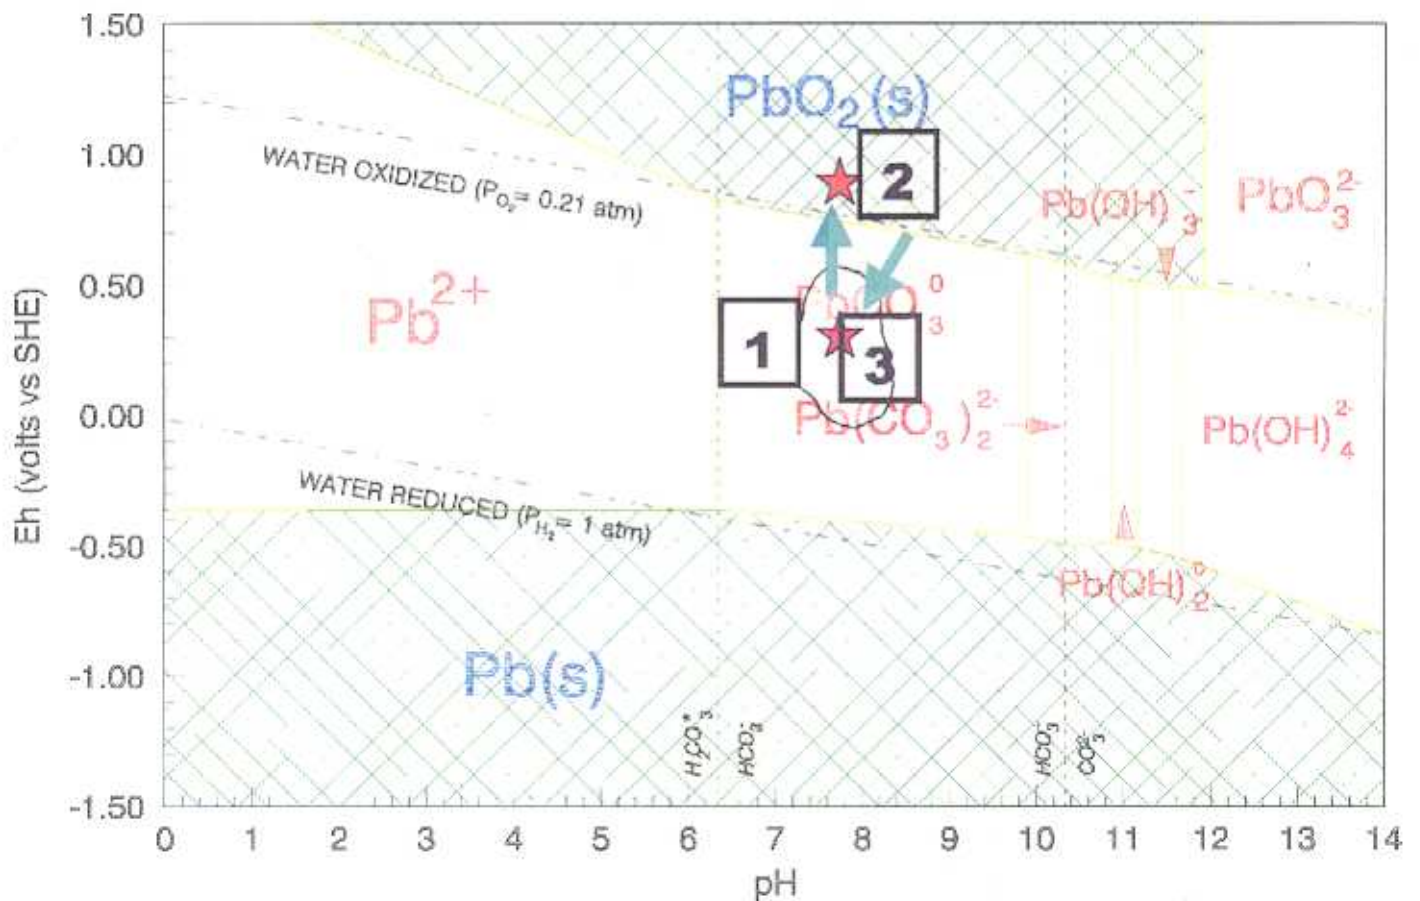 1.50
1.00
0.50
0.00
-0.50
-1.00
-1.50
Eh (volts vs SHE)
PbO₂(s)
WATER OXIDIZED (P_O₂= 0.21 atm)
2
Pb(OH)₃⁻
PbO₃²⁻
Pb²⁺
1
3
Pb(CO₃)₂²⁻
Pb(OH)₄²⁻
WATER REDUCED (P_H₂= 1 atm)
Pb(OH)₂⁰
Pb(s)
H₂CO₃*
HCO₃⁻
HCO₃⁻
CO₃²⁻
0 1 2 3 4 5 6 7 8 9 10 11 12 13 14
pH